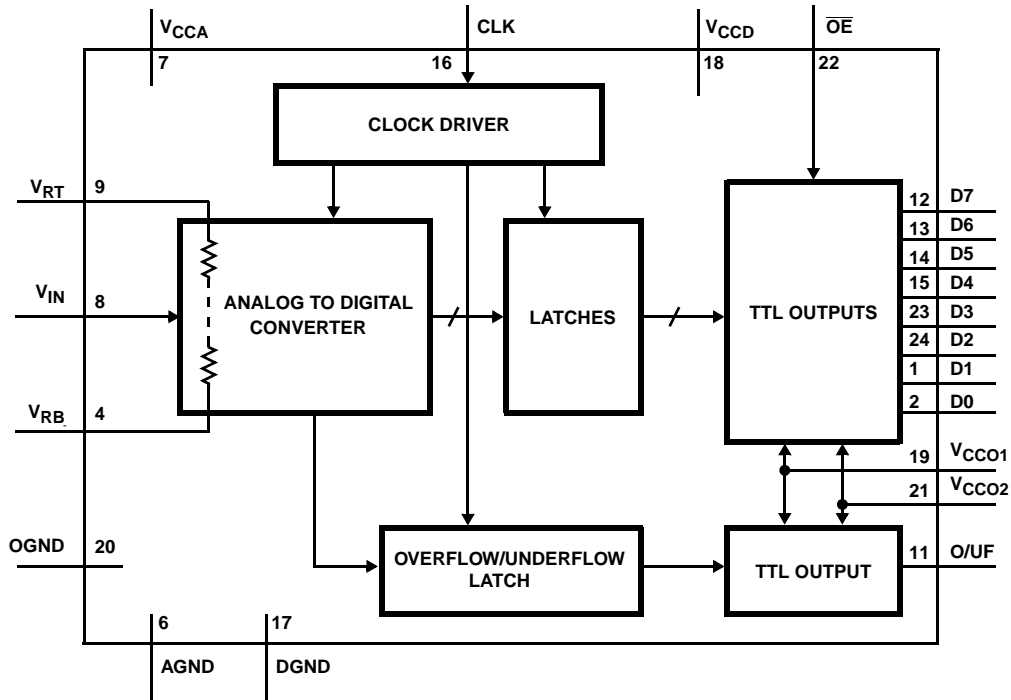 VCCA
CLK
VCCD
OE
7
16
18
22
CLOCK DRIVER
VRT
9
12
D7
13
D6
14
D5
VIN
8
15
D4
23
D3
24
D2
1
D1
2
D0
ANALOG TO DIGITAL
CONVERTER
LATCHES
TTL OUTPUTS
VRB
4
19
VCCO1
21
VCCO2
OGND
20
OVERFLOW/UNDERFLOW
LATCH
TTL OUTPUT
11
O/UF
6
17
AGND
DGND